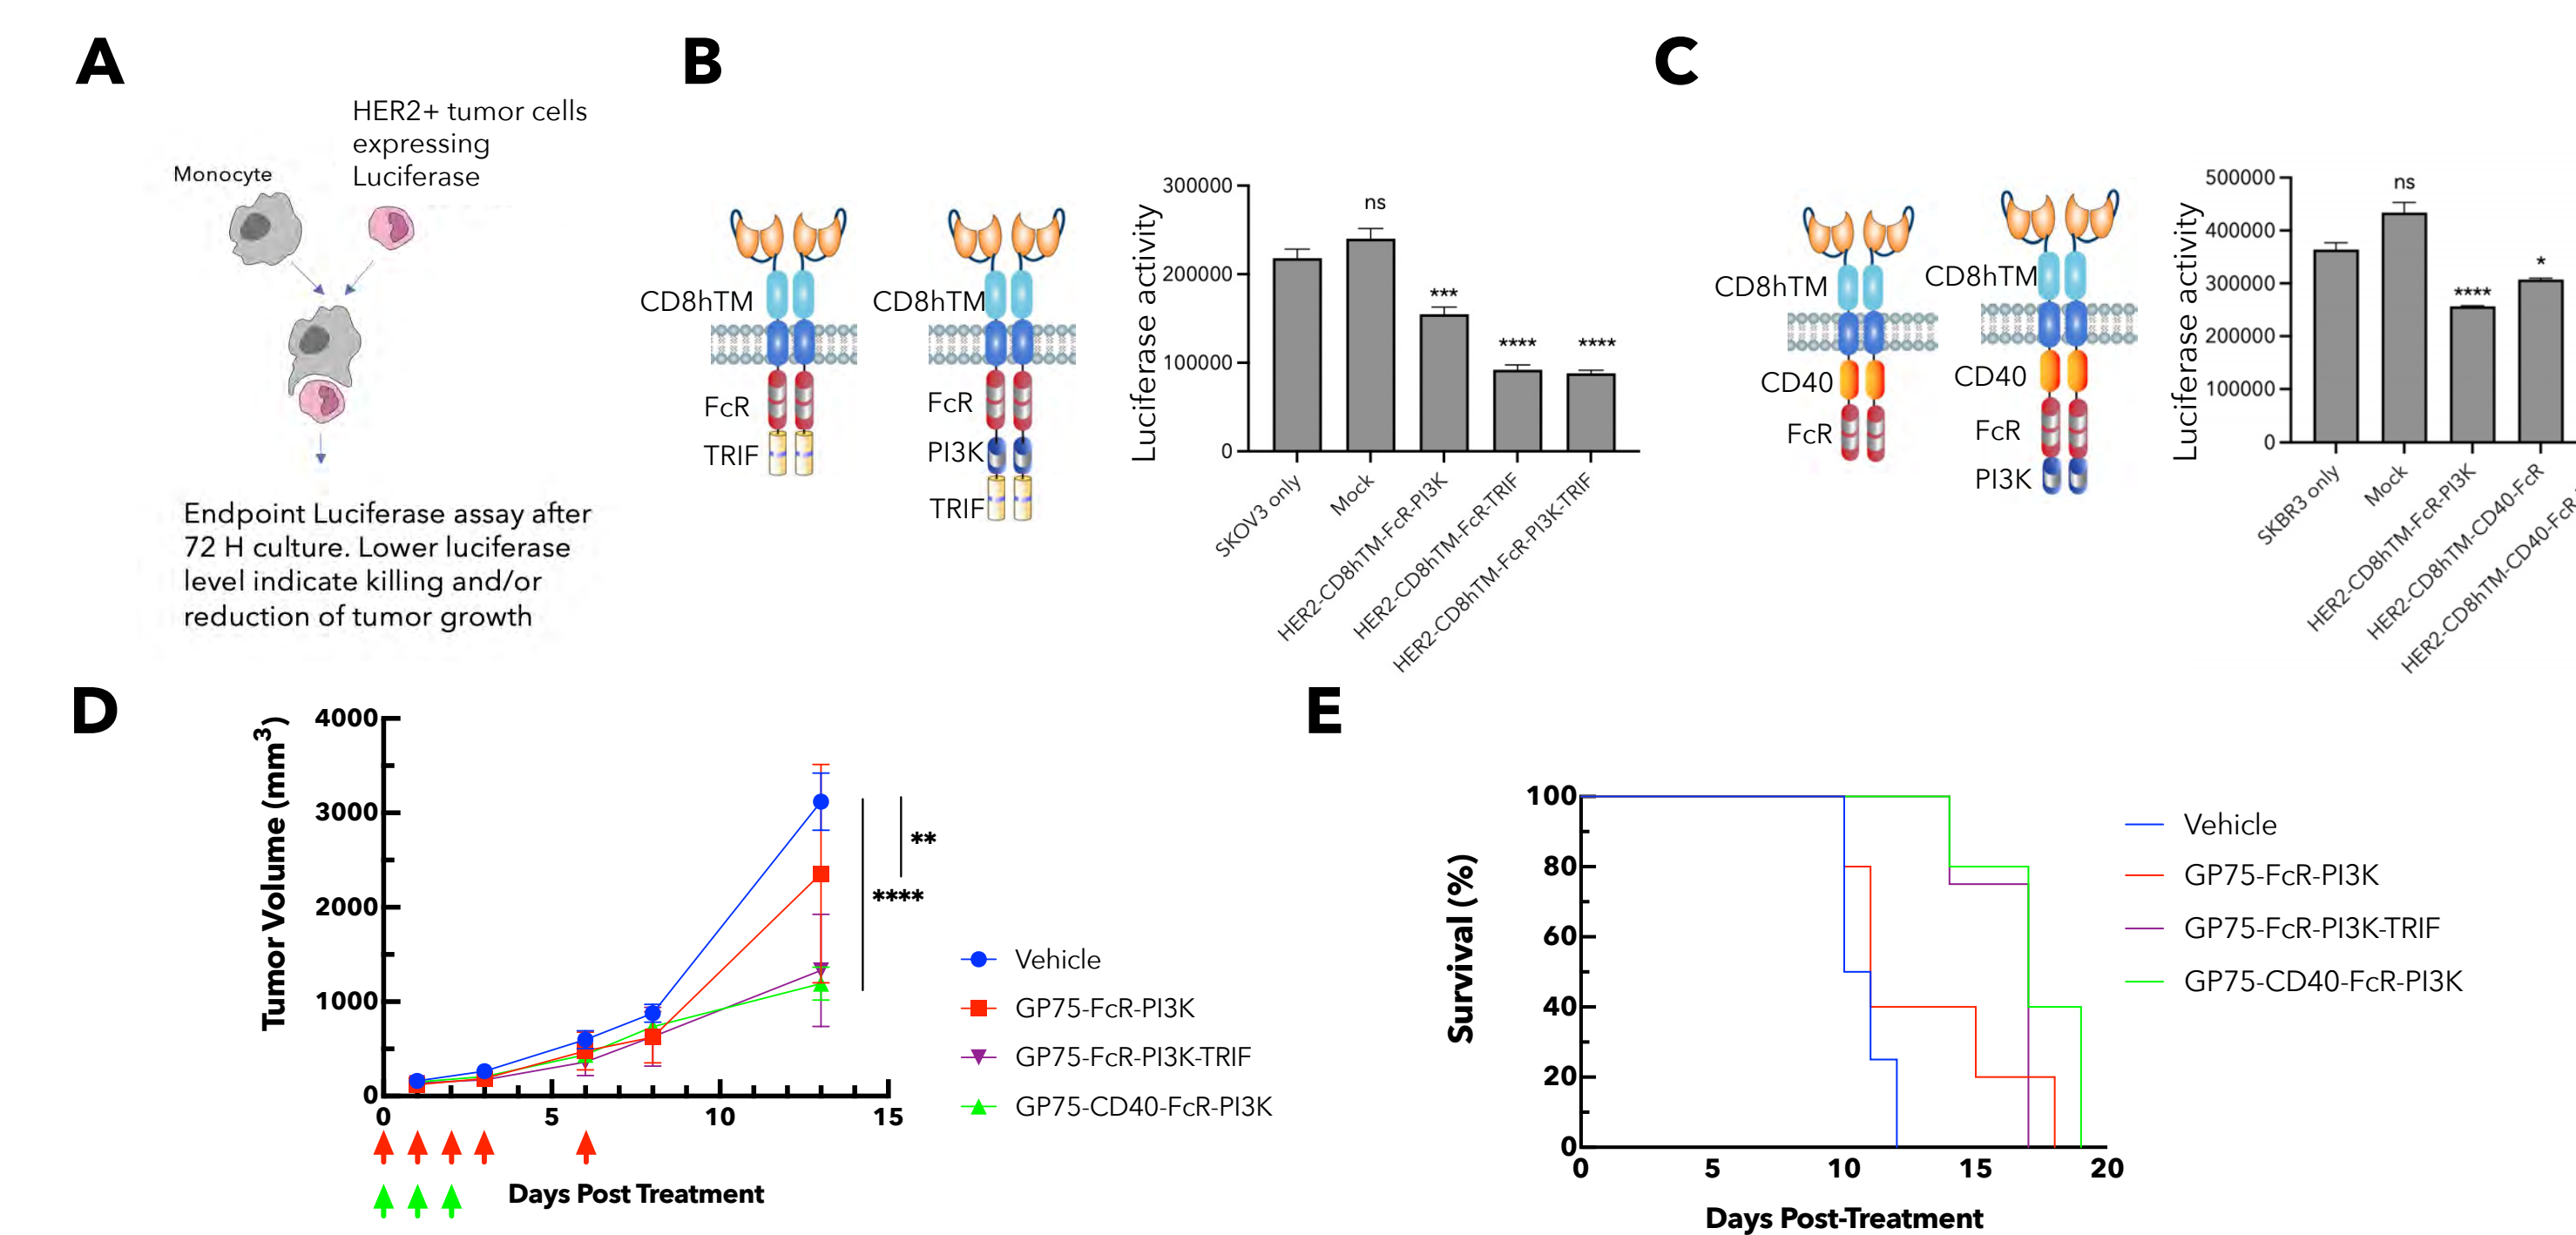 A
HER2+ tumor cells
expressing
Luciferase
Monocyte
Endpoint Luciferase assay after
72 H culture. Lower luciferase
level indicate killing and/or
reduction of tumor growth
B
CD8hTM
FcR
TRIF
CD8hTM
FcR
PI3K
TRIF
Luciferase activity
300000
200000
100000
0
ns
***
****
****
SKOV3 only
Mock
HER2-CD8hTM-FcR-PI3K
HER2-CD8hTM-FcR-TRIF
HER2-CD8hTM-FcR-PI3K-TRIF
C
CD8hTM
CD40
FcR
CD8hTM
CD40
FcR
PI3K
Luciferase activity
500000
400000
300000
200000
100000
0
ns
****
*
SKBR3 only
Mock
HER2-CD8hTM-FcR-PI3K
HER2-CD8hTM-CD40-FcR
HER2-CD8hTM-CD40-FcR-
D
Tumor Volume (mm³)
4000
3000
2000
1000
0
0 5 10 15
Days Post Treatment
**
****
Vehicle
GP75-FcR-PI3K
GP75-FcR-PI3K-TRIF
GP75-CD40-FcR-PI3K
E
Survival (%)
100
80
60
40
20
0
0 5 10 15 20
Days Post-Treatment
Vehicle
GP75-FcR-PI3K
GP75-FcR-PI3K-TRIF
GP75-CD40-FcR-PI3K